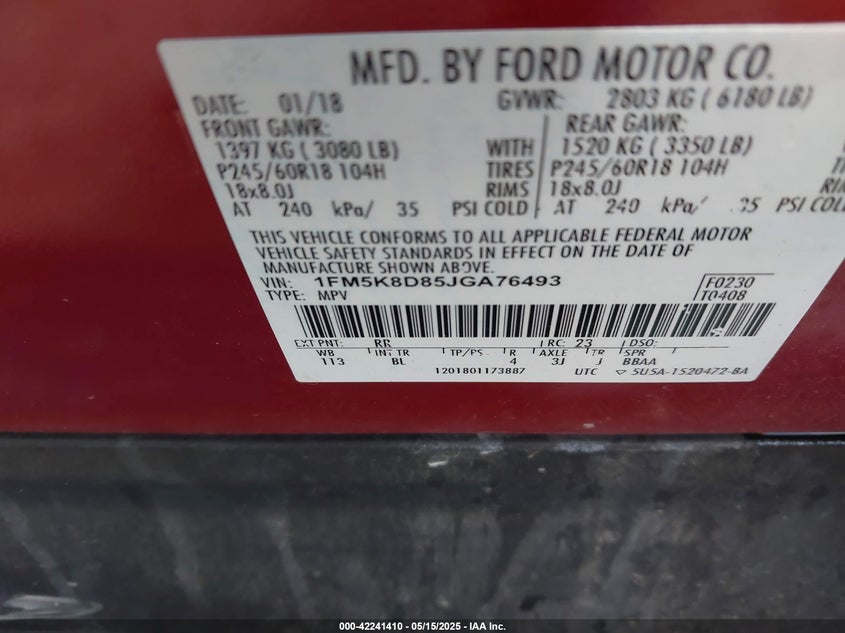 MFD. BY FORD MOTOR CO.
DATE: 01/18 GVWR: 2803 KG ( 6180 LB)
FRONT GAWR: REAR GAWR:
1397 KG ( 3080 LB) WITH 1520 KG ( 3350 LB)
P245/60R18 104H TIRES P245/60R18 104H
18x8.0J RIMS 18x8.0J
AT 240 kPa/ 35 PSI COLD AT 240 kPa/ 35 PSI COLD
THIS VEHICLE CONFORMS TO ALL APPLICABLE FEDERAL MOTOR
VEHICLE SAFETY STANDARDS IN EFFECT ON THE DATE OF
MANUFACTURE SHOWN ABOVE.
VIN: 1FM5K8D85JGA76493 F0230
TYPE: MPV T0408
EXT PNT: RR RC: 23 DSO:
WB INT TR TP/PS R AXLE TR SPR
113 BL 4 3J J BBAA
1201801173887 UTC ▽ 5U5A-1520472-BA
000-42241410 — 05/15/2025 — IAA Inc.